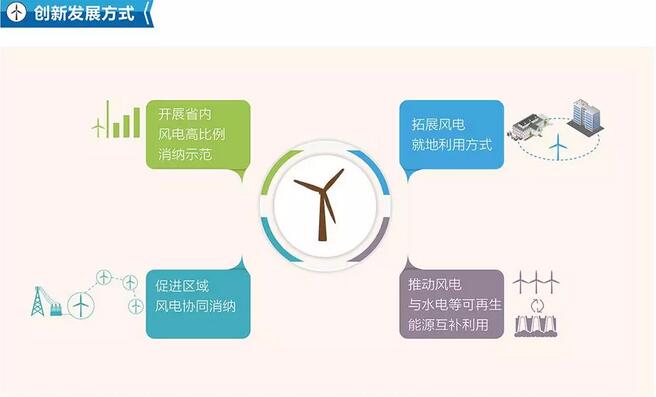 创新发展方式
开展省内
风电高比例
消纳示范
拓展风电
就地利用方式
促进区域
风电协同消纳
推动风电
与水电等可再生
能源互补利用